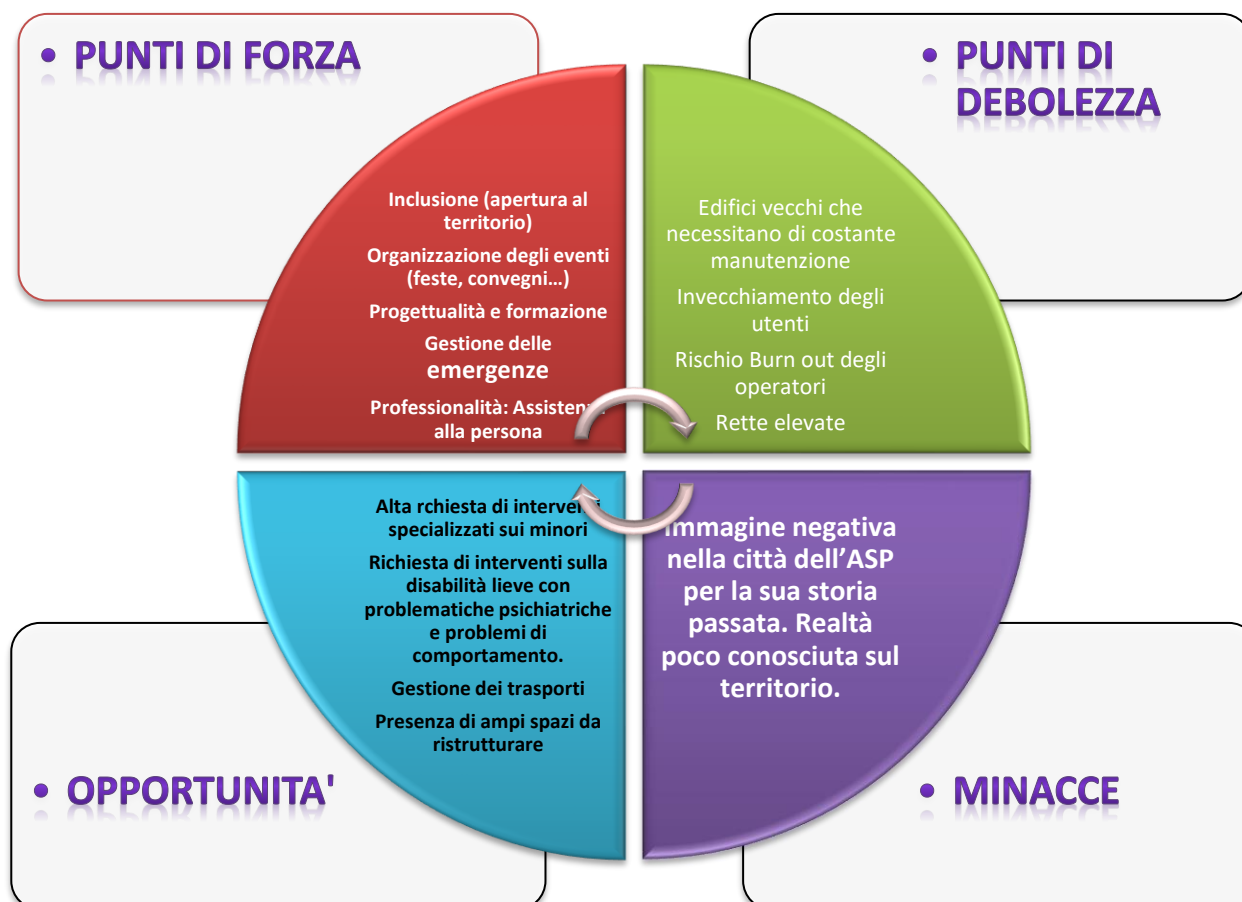 • PUNTI DI FORZA
Inclusione (apertura al
territorio)
Organizzazione degli eventi
(feste, convegni…)
Progettualità e formazione
Gestione delle
emergenze
Professionalità: Assistenza
alla persona
• PUNTI DI
DEBOLEZZA
Edifici vecchi che
necessitano di costante
manutenzione
Invecchiamento degli
utenti
Rischio Burn out degli
operatori
Rette elevate
Alta rchiesta di interventi
specializzati sui minori
Richiesta di interventi sulla
disabilità lieve con
problematiche psichiatriche
e problemi di
comportamento.
Gestione dei trasporti
Presenza di ampi spazi da
ristrutturare
• OPPORTUNITA'
Immagine negativa
nella città dell’ASP
per la sua storia
passata. Realtà
poco conosciuta sul
territorio.
• MINACCE